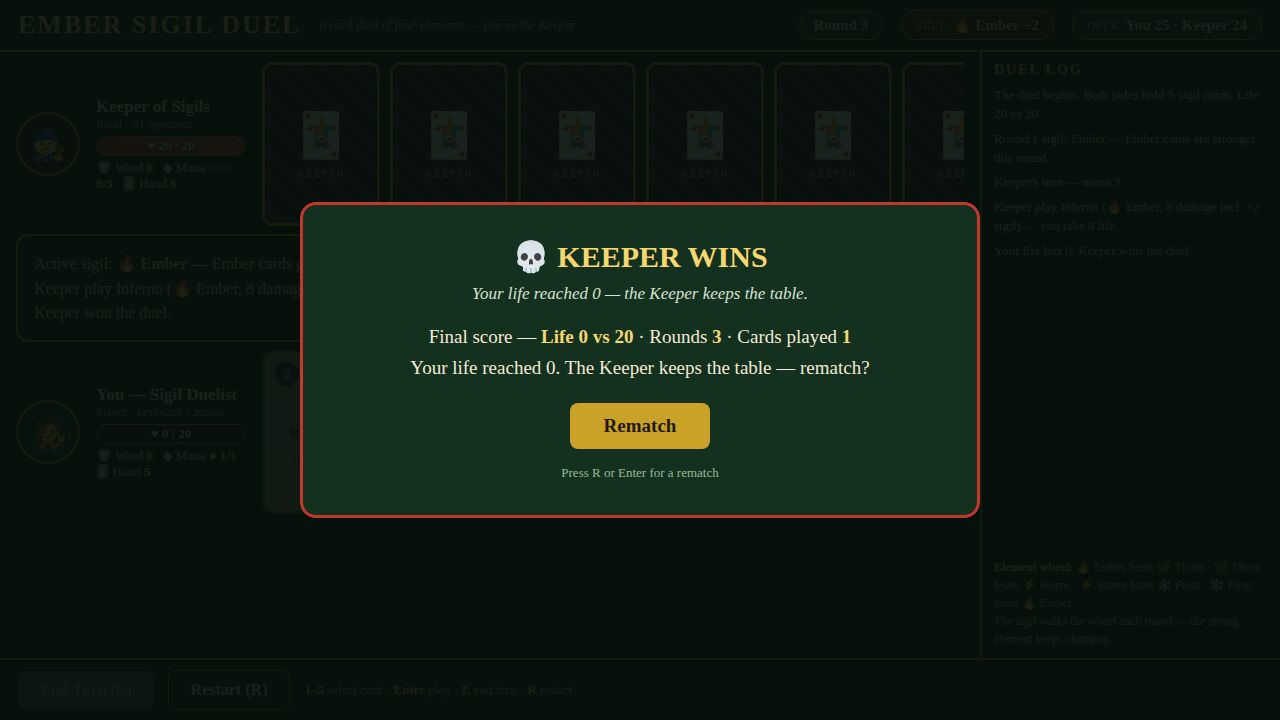 EMBER SIGIL DUEL
a card duel of four elements — you vs the Keeper
Round 3
SIGIL 🔥 Ember +2
DECK You 25 · Keeper 24
Keeper of Sigils
Rival · AI opponent
♥ 20 / 20
🛡 Ward 0 ◆ Mana ○○○
0/3 🎴 Hand 6
KEEPER
KEEPER
KEEPER
KEEPER
KEEPER
Active sigil: 🔥 Ember — Ember cards
Keeper play Inferno (🔥 Ember, 8 damag
Keeper won the duel.
💀 KEEPER WINS
Your life reached 0 — the Keeper keeps the table.
Final score — Life 0 vs 20 · Rounds 3 · Cards played 1
Your life reached 0. The Keeper keeps the table — rematch?
Rematch
Press R or Enter for a rematch
You — Sigil Duelist
Player · keyboard + mouse
♥ 0 / 20
🛡 Ward 0 ◆ Mana ● 1/1
🎴 Hand 5
2
DUEL LOG
The duel begins. Both sides hold 5 sigil cards. Life
20 vs 20.
Round 1 sigil: Ember — Ember cards are stronger
this round.
Keeper's turn — mana 3.
Keeper play Inferno (🔥 Ember, 8 damage incl. +2
sigil) — you take 8 life.
Your life hits 0. Keeper wins the duel.
Element wheel: 🔥 Ember beats 🌿 Thorn · 🌿 Thorn
beats ⚡ Storm · ⚡ Storm beats ❄ Frost · ❄ Frost
beats 🔥 Ember.
The sigil walks the wheel each round — the strong
element keeps changing.
End Turn (E)
Restart (R)
1–5 select card · Enter play · E end turn · R restart